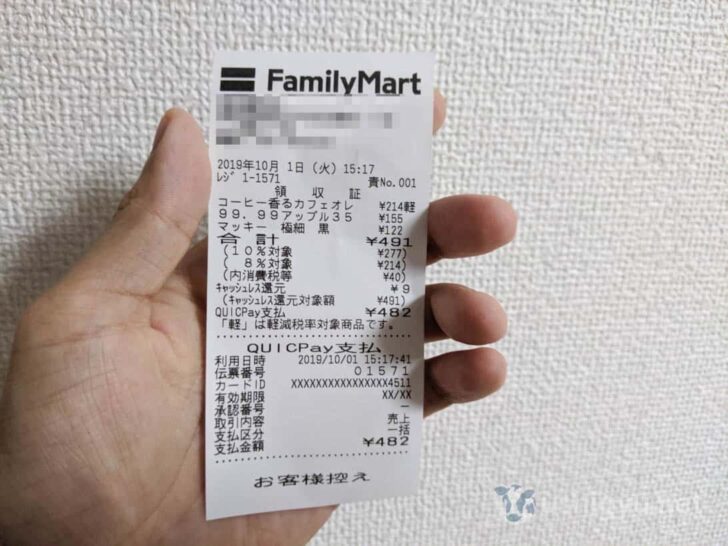 FamilyMart
2019年10月 1日 (火) 15:17
ﾚｼﾞ 1-1571 責No.001
領 収 証
コーヒー香るカフェオレ ¥214軽
９９．９９アップル３５ ¥155
マッキー 極細 黒 ¥122
合 計 ¥491
(１０％対象 ¥277)
( ８％対象 ¥214)
(内消費税等 ¥40)
ｷｬｯｼｭﾚｽ還元 ¥9
(ｷｬｯｼｭﾚｽ還元対象額 ¥491)
QUICPay支払 ¥482
「軽」は軽減税率対象商品です。
QUICPay支払
利用日時 2019/10/01 15:17:41
伝票番号 01571
カードID XXXXXXXXXXXXXXXX4511
有効期限 XX/XX
承認番号 －
取引内容 売上
支払区分 一括
支払金額 ¥482
お客様控え